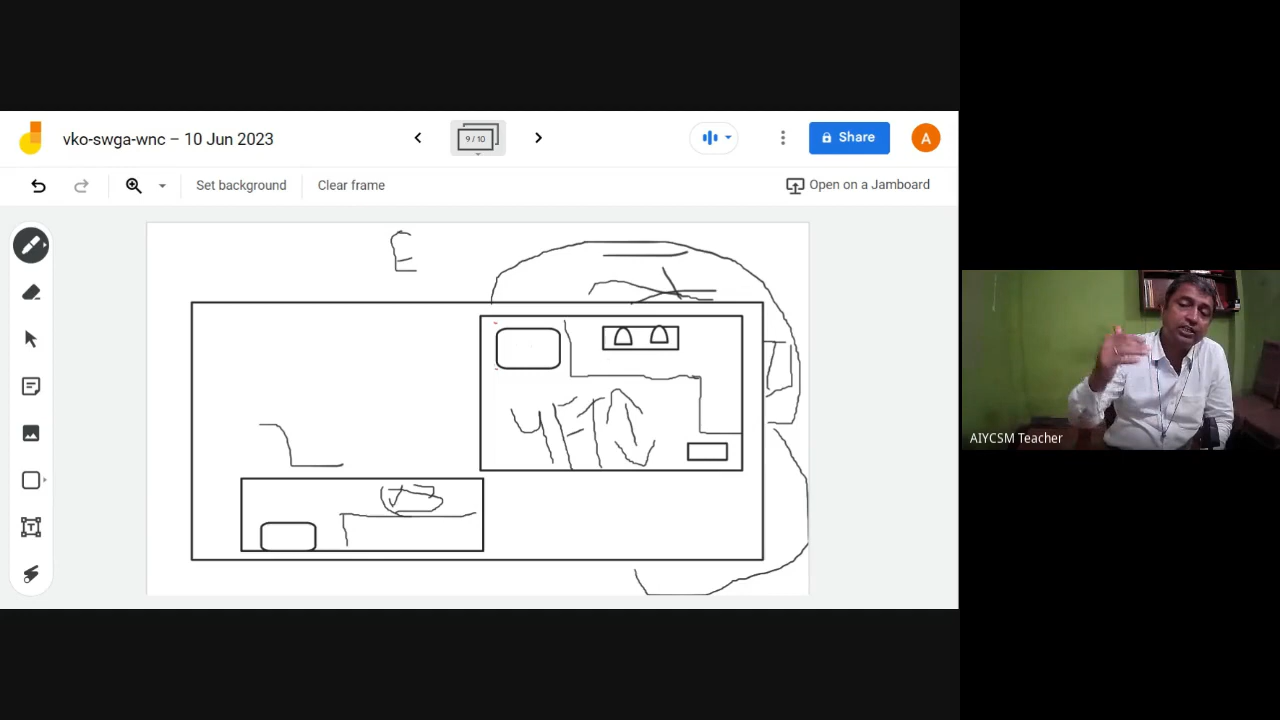 vko-swga-wnc – 10 Jun 2023
9 / 10
Share
A
Set background
Clear frame
Open on a Jamboard
E
T
AIYCSM Teacher